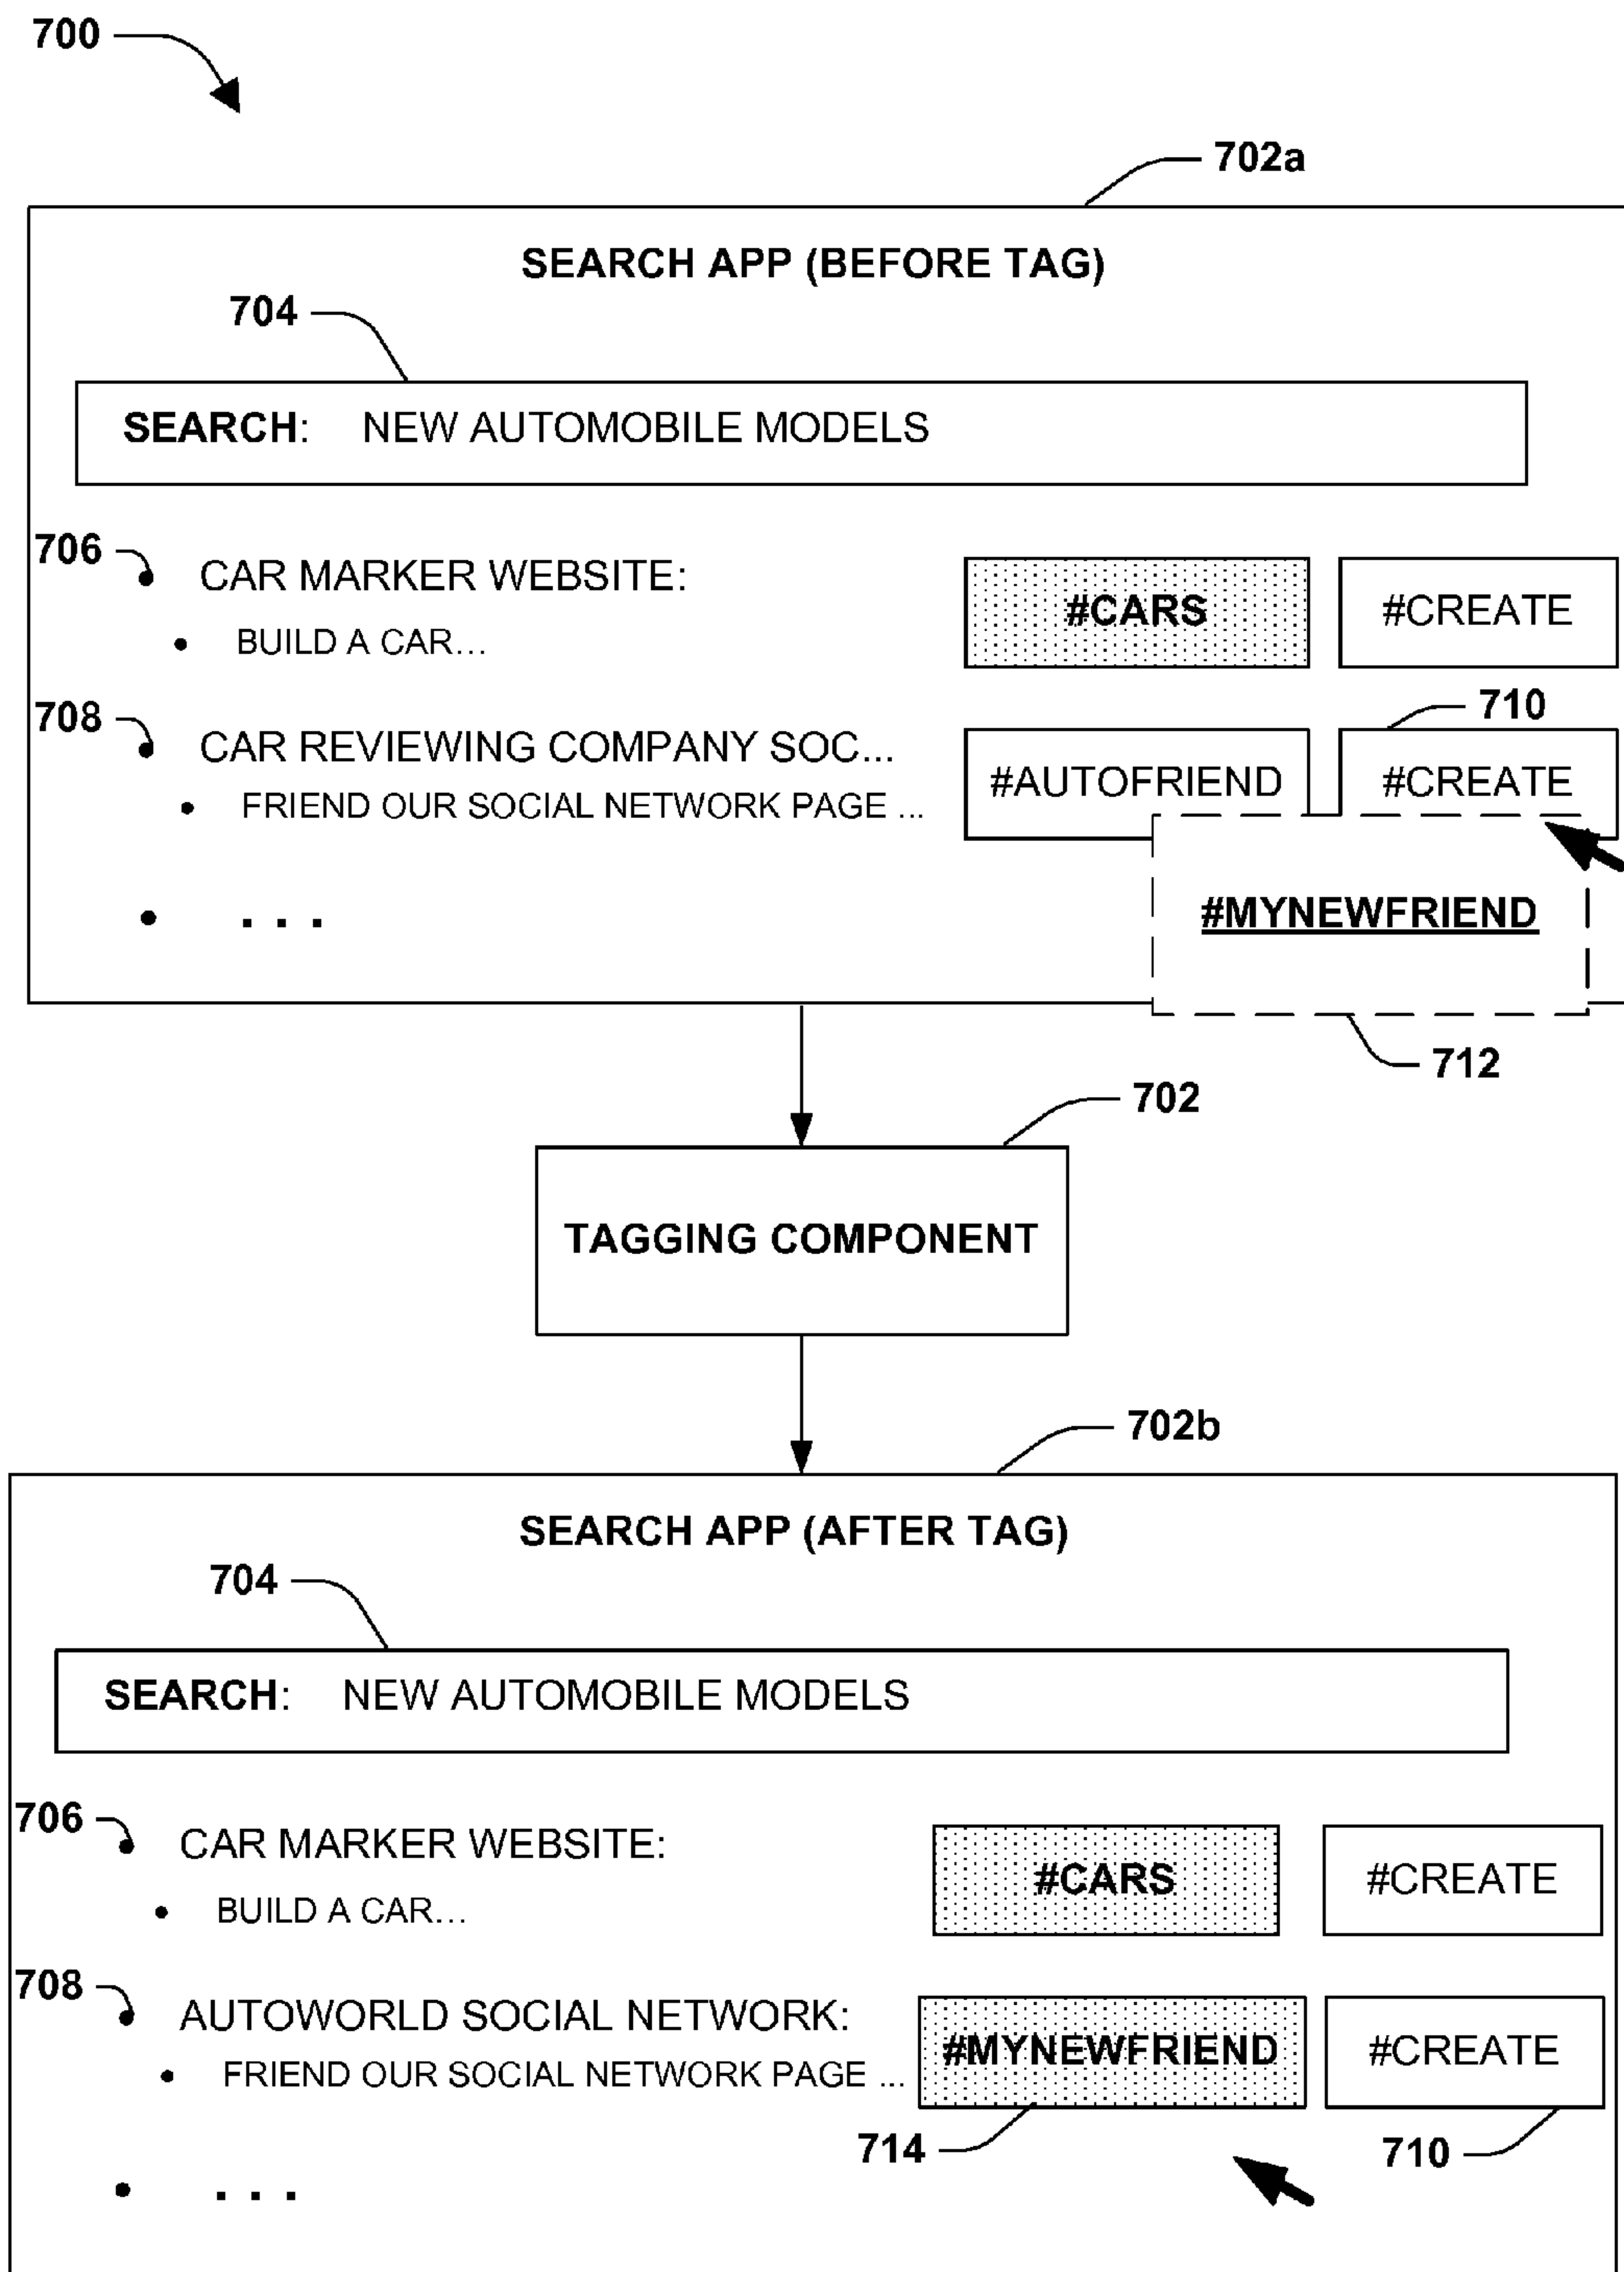 700
702a
SEARCH APP (BEFORE TAG)
704
SEARCH: NEW AUTOMOBILE MODELS
706
CAR MARKER WEBSITE:
#CARS
#CREATE
• BUILD A CAR...
710
708
CAR REVIEWING COMPANY SOC...
#AUTOFRIEND
#CREATE
• FRIEND OUR SOCIAL NETWORK PAGE ...
#MYNEWFRIEND
• . . .
712
702
TAGGING COMPONENT
702b
SEARCH APP (AFTER TAG)
704
SEARCH: NEW AUTOMOBILE MODELS
706
CAR MARKER WEBSITE:
#CARS
#CREATE
• BUILD A CAR...
708
AUTOWORLD SOCIAL NETWORK:
#MYNEWFRIEND
#CREATE
• FRIEND OUR SOCIAL NETWORK PAGE ...
714
710
• . . .